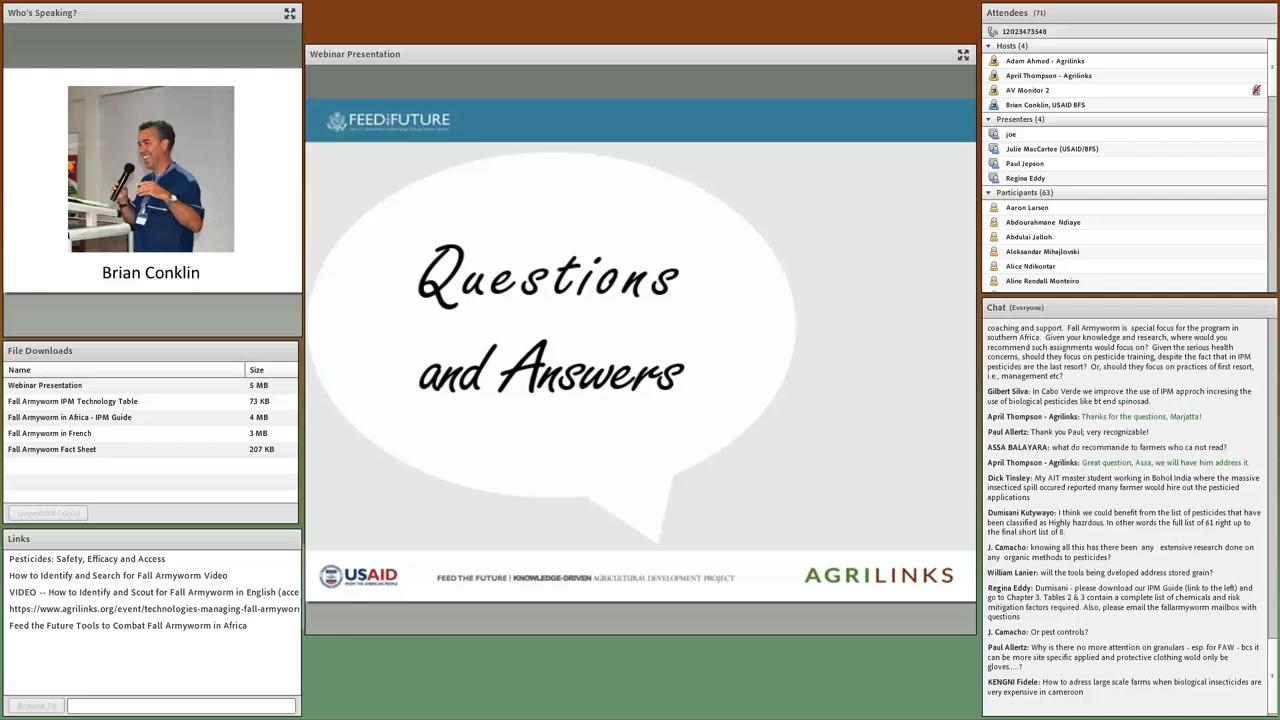 Who's Speaking?
Brian Conklin
File Downloads
Name Size
Webinar Presentation 5 MB
Fall Armyworm IPM Technology Table 73 KB
Fall Armyworm in Africa - IPM Guide 4 MB
Fall Armyworm in French 3 MB
Fall Armyworm Fact Sheet 207 KB
Download File(s)
Links
Pesticides: Safety, Efficacy and Access
How to Identify and Search for Fall Armyworm Video
VIDEO -- How to Identify and Scout for Fall Armyworm in English (acce
https://www.agrilinks.org/event/technologies-managing-fall-armyworm
Feed the Future Tools to Combat Fall Armyworm in Africa
Browse To
Webinar Presentation
FEED THE FUTURE
Questions
and Answers
USAID
FROM THE AMERICAN PEOPLE
FEED THE FUTURE | KNOWLEDGE-DRIVEN AGRICULTURAL DEVELOPMENT PROJECT
AGRILINKS
Attendees (71)
12023473548
Hosts (4)
Adam Ahmed - Agrilinks
April Thompson - Agrilinks
AV Monitor 2
Brian Conklin, USAID BFS
Presenters (4)
joe
Julie MacCartee (USAID/BFS)
Paul Jepson
Regina Eddy
Participants (63)
Aaron Larsen
Abdourahmane Ndiaye
Abdulai Jalloh
Aleksandar Mihajlovski
Alice Ndikontar
Aline Rendall Monteiro
Chat (Everyone)
coaching and support. Fall Armyworm is special focus for the program in
southern Africa. Given your knowledge and research, where would you
recommend such assignments would focus on? Given the serious health
concerns, should they focus on pesticide training, despite the fact that in IPM
pesticides are the last resort? Or, should they focus on practices of first resort,
i.e., management etc?
Gilbert Silva: In Cabo Verde we improve the use of IPM approch incresing the
use of biological pesticides like bt end spinosad.
April Thompson - Agrilinks: Thanks for the questions, Marjatta!
Paul Allertz: Thank you Paul; very recognizable!
ASSA BALAYARA: what do recommande to farmers who ca not read?
April Thompson - Agrilinks: Great question, Assa, we will have him address it.
Dick Tinsley: My AIT master student working in Bohol India where the massive
insecticed spill occured reported many farmer would hire out the pesticied
applications
Dumisani Kutywayo: I think we could benefit from the list of pesticides that have
been classified as Highly hazrdous. In other words the full list of 61 right up to
the final short list of 8.
J. Camacho: knowing all this has there been any extensive research done on
any organic methods to pesticides?
William Lanier: will the tools being dveloped address stored grain?
Regina Eddy: Dumisani - please download our IPM Guide (link to the left) and
go to Chapter 3. Tables 2 & 3 contain a complete list of chemicals and risk
mitigation factors required. Also, please email the fallarmyworm mailbox with
questions
J. Camacho: Or pest controls?
Paul Allertz: Why is there no more attention on granulars - esp. for FAW - bcs it
can be more site specific applied and protective clothing wold only be
gloves....?
KENGNI Fidele: How to adress large scale farms when biological insecticides are
very expensive in cameroon